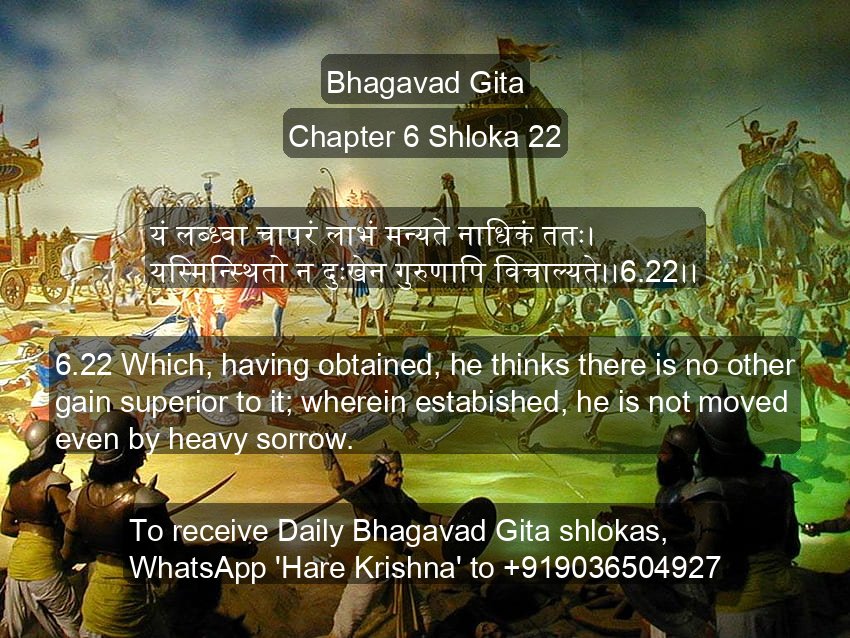 Bhagavad Gita
Chapter 6 Shloka 22
यं लब्ध्वा चापरं लाभं मन्यते नाधिकं ततः।
यस्मिन्स्थितो न दुःखेन गुरुणापि विचाल्यते।।6.22।।
6.22 Which, having obtained, he thinks there is no other
gain superior to it; wherein estabished, he is not moved
even by heavy sorrow.
To receive Daily Bhagavad Gita shlokas,
WhatsApp 'Hare Krishna' to +919036504927